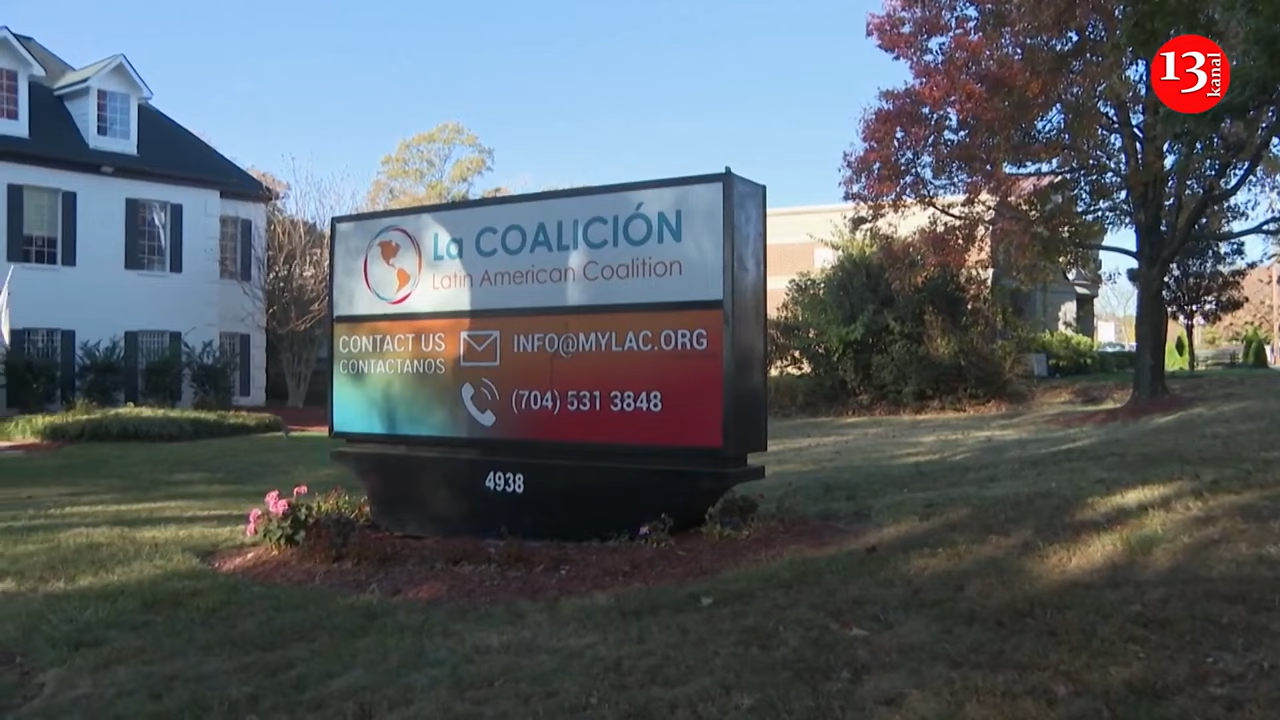 13
kanal
La COALICIÓN
Latin American Coalition
CONTACT US
CONTACTANOS
INFO@MYLAC.ORG
(704) 531 3848
4938